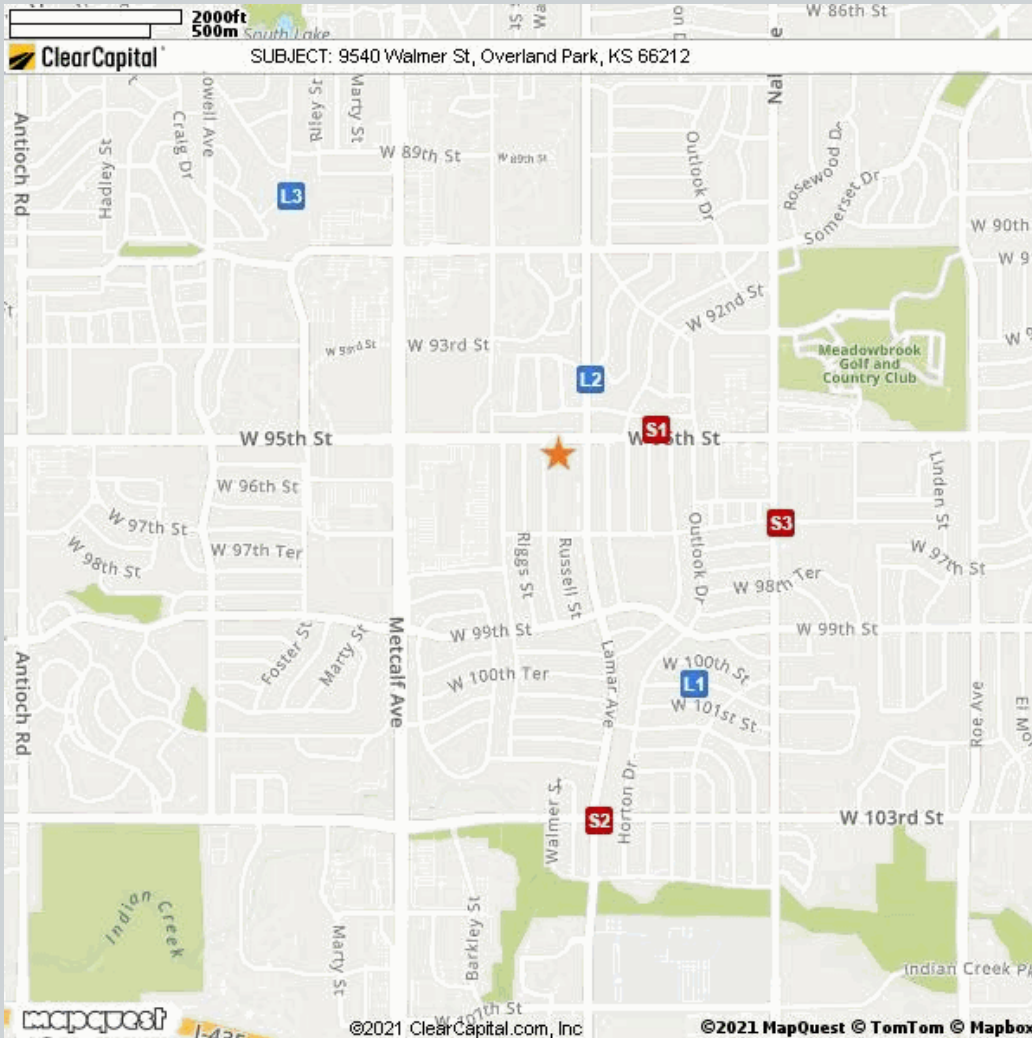 2000ft
500m
South Lake
W 86th St
ClearCapital
SUBJECT: 9540 Walmer St, Overland Park, KS 66212
Antioch Rd
Hadley St
Craig Dr
Riley St
Marty St
W 89th St
W 89th St
Outlook Dr
Rosewood Dr
Somerset Dr
L3
W 90th
W 92nd St
W 93rd St
W 93rd St
Meadowbrook
Golf and
Country Club
L2
W 95th St
S1
W 95th St
W 96th St
Linden St
W 97th St
S3
W 97th Ter
W 98th St
Riggs St
Russell St
Outlook Dr
W 97th St
W 98th Ter
W 99th St
W 99th St
Foster St
Marty St
Metcalf Ave
Lamar Ave
W 100th Ter
W 100th St
L1
W 101st St
Antioch Rd
Roe Ave
Walmer S
Horton Dr
S2
W 103rd St
Indian
Creek
Marty St
Barkley St
Indian Creek
W 107th St
mapquest
I-435
©2021 ClearCapital.com, Inc
©2021 MapQuest © TomTom © Mapbox